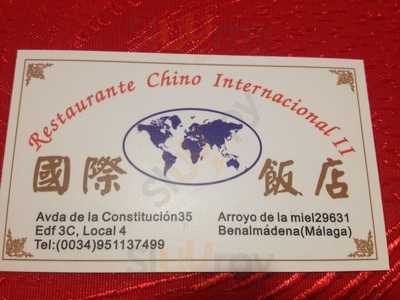 Restaurante Chino Internacional II
國際 飯店
Avda de la Constitución35
Edf 3C, Local 4
Tel:(0034)951137499
Arroyo de la miel29631
Benalmádena(Málaga)